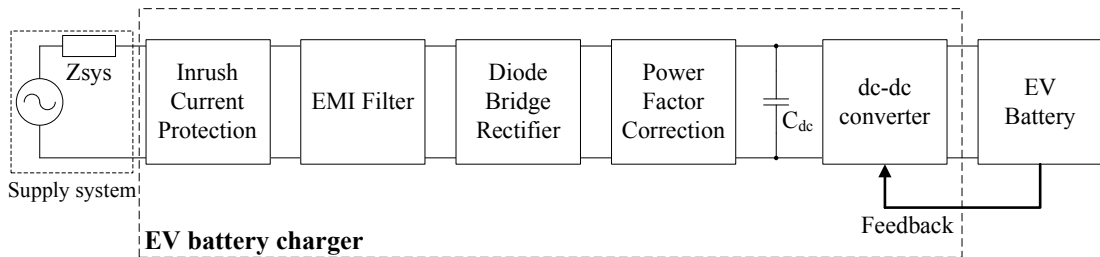 Zsys
Supply system
Inrush
Current
Protection
EMI Filter
Diode
Bridge
Rectifier
Power
Factor
Correction
Cdc
dc-dc
converter
EV
Battery
Feedback
EV battery charger